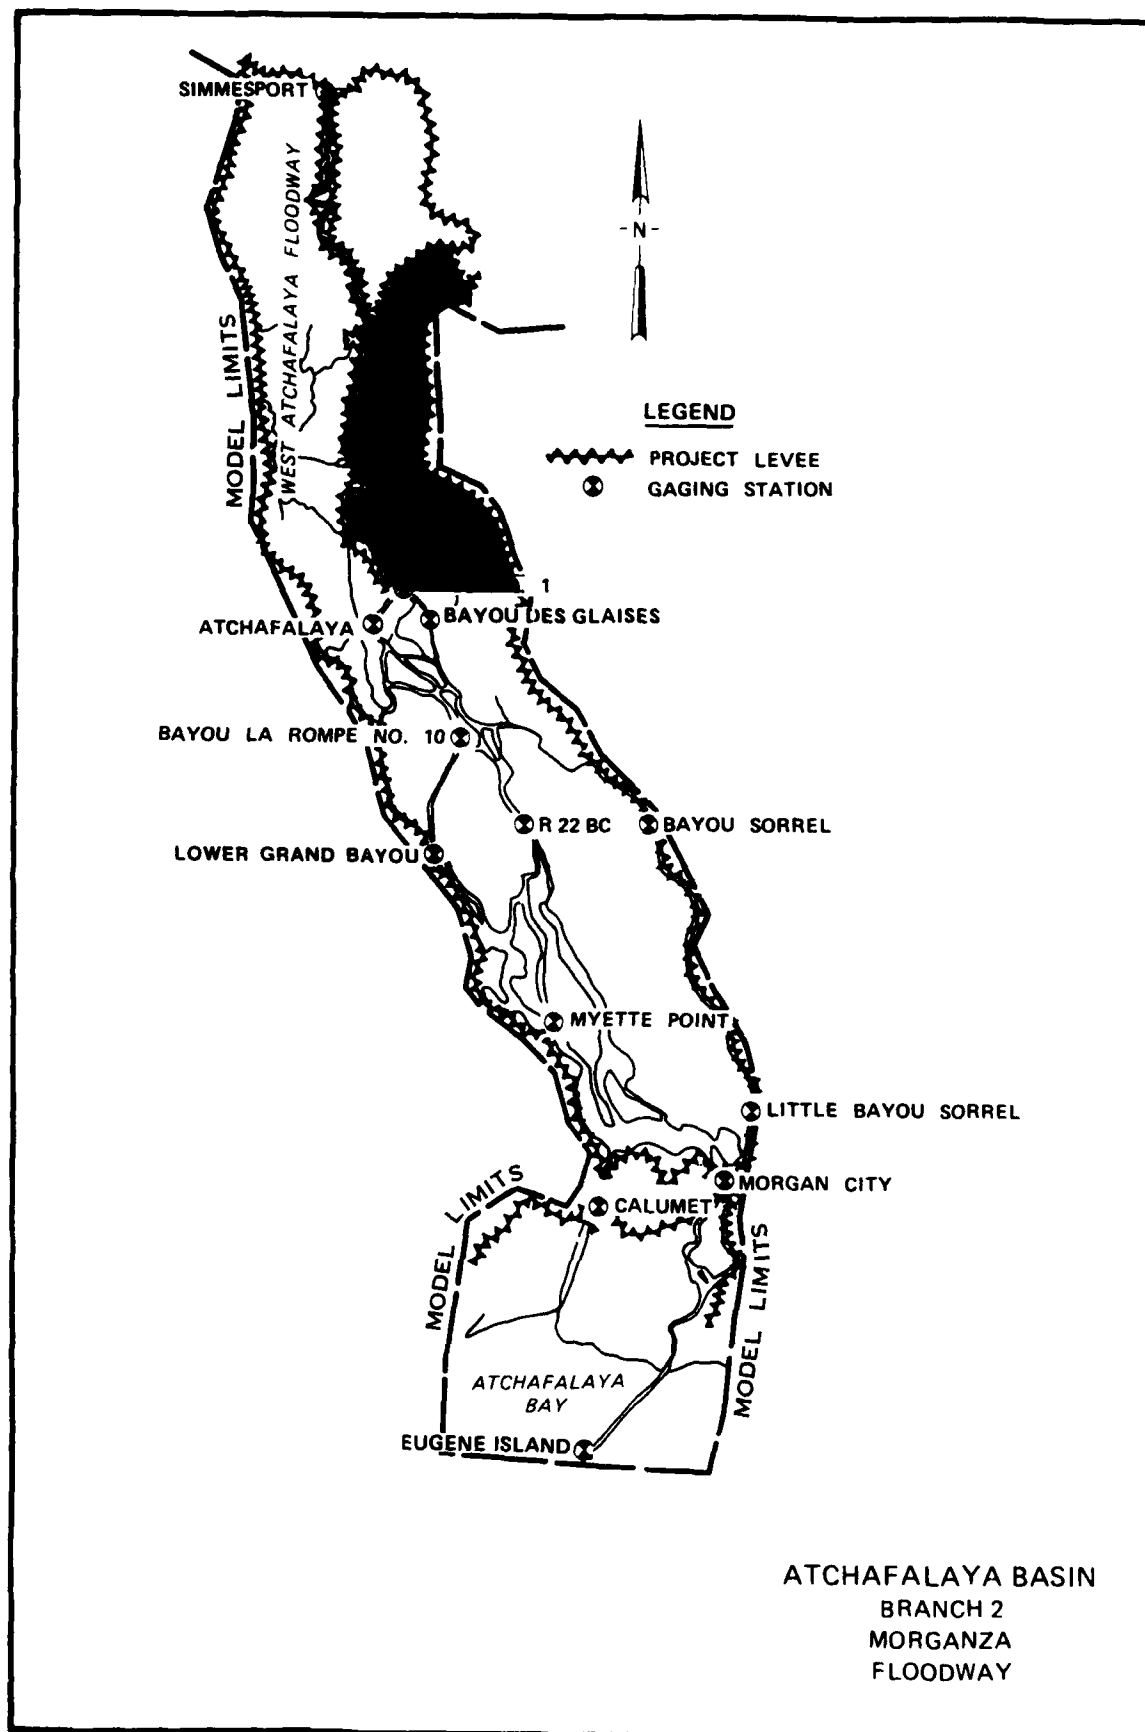 SIMMESPORT
WEST ATCHAFALAYA FLOODWAY
MODEL LIMITS
-N-
LEGEND
PROJECT LEVEE
GAGING STATION
1
BAYOU DES GLAISES
ATCHAFALAYA
BAYOU LA ROMPE NO. 10
R 22 BC
BAYOU SORREL
LOWER GRAND BAYOU
MYETTE POINT
LITTLE BAYOU SORREL
MORGAN CITY
CALUMET
MODEL LIMITS
MODEL LIMITS
ATCHAFALAYA
BAY
EUGENE ISLAND
ATCHAFALAYA BASIN
BRANCH 2
MORGANZA
FLOODWAY